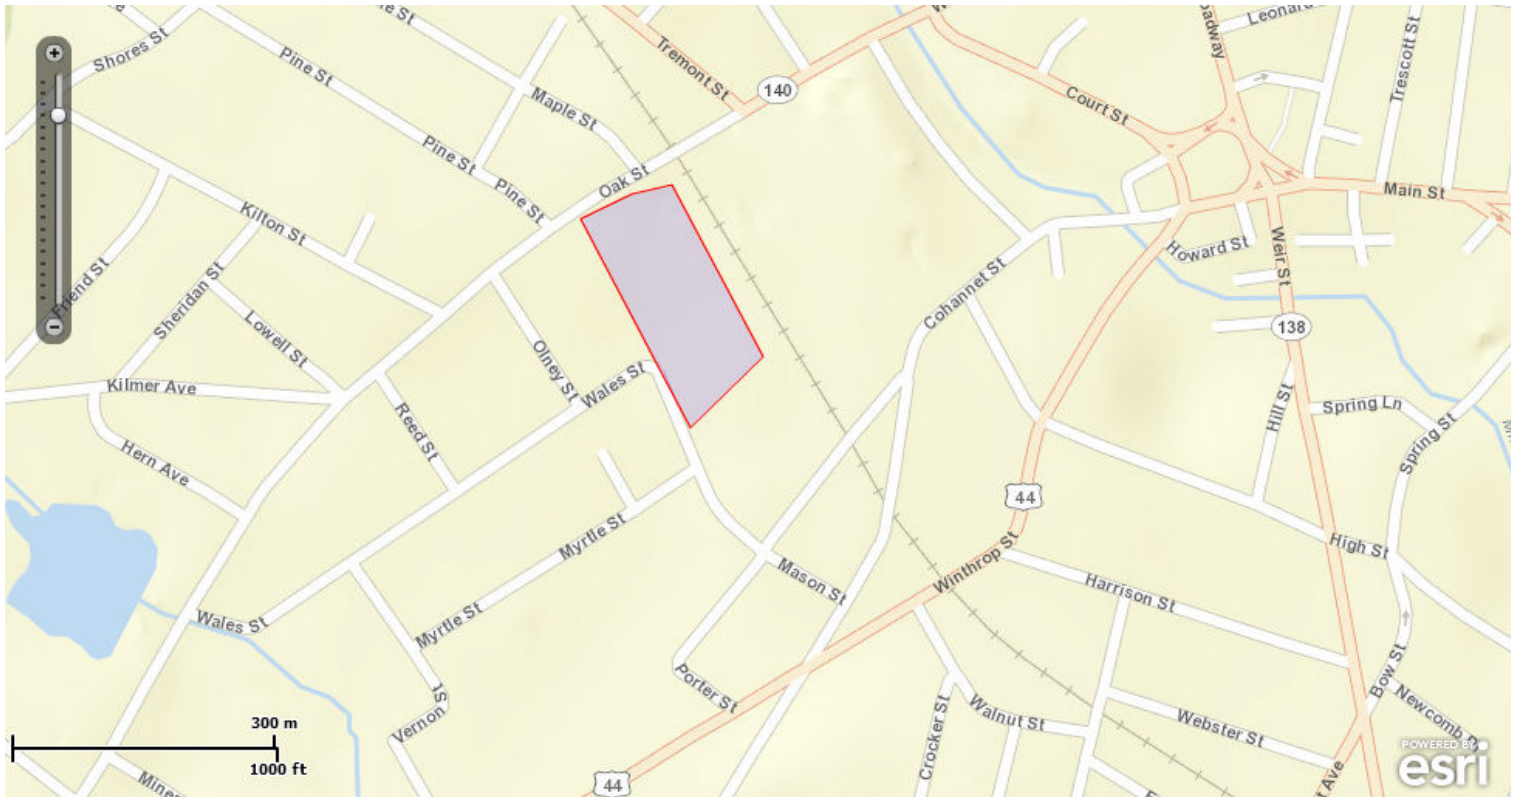 Shores St
Pine St
Tremont St
140
Maple St
Court St
Leonard
Trescott St
Pine St
Pine St
Oak St
Main St
Kilton St
Howard St
Weir St
Friend St
Sheridan St
Lowell St
Cohannet St
138
Olney St
Wales St
Kilmer Ave
Reed St
Hill St
Spring Ln
Spring St
Hern Ave
44
Myrtle St
High St
Winthrop St
Mason St
Harrison St
Wales St
Myrtle St
Porter St
Bow St
Newcomb
St
Vernon
Crocker St
Walnut St
Webster St
300 m
1000 ft
44
POWERED BY
esri